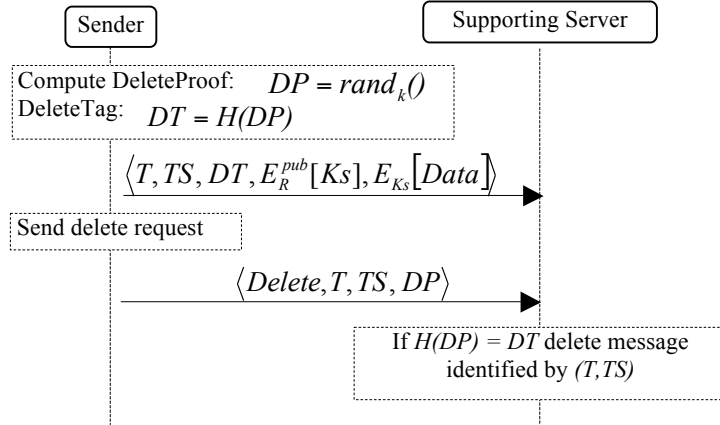 Sender
Supporting Server
Compute DeleteProof: DP = rand_k()
DeleteTag: DT = H(DP)
⟨T, TS, DT, E_R^pub[Ks], E_Ks[Data]⟩
Send delete request
⟨Delete, T, TS, DP⟩
If H(DP) = DT delete message
identified by (T,TS)